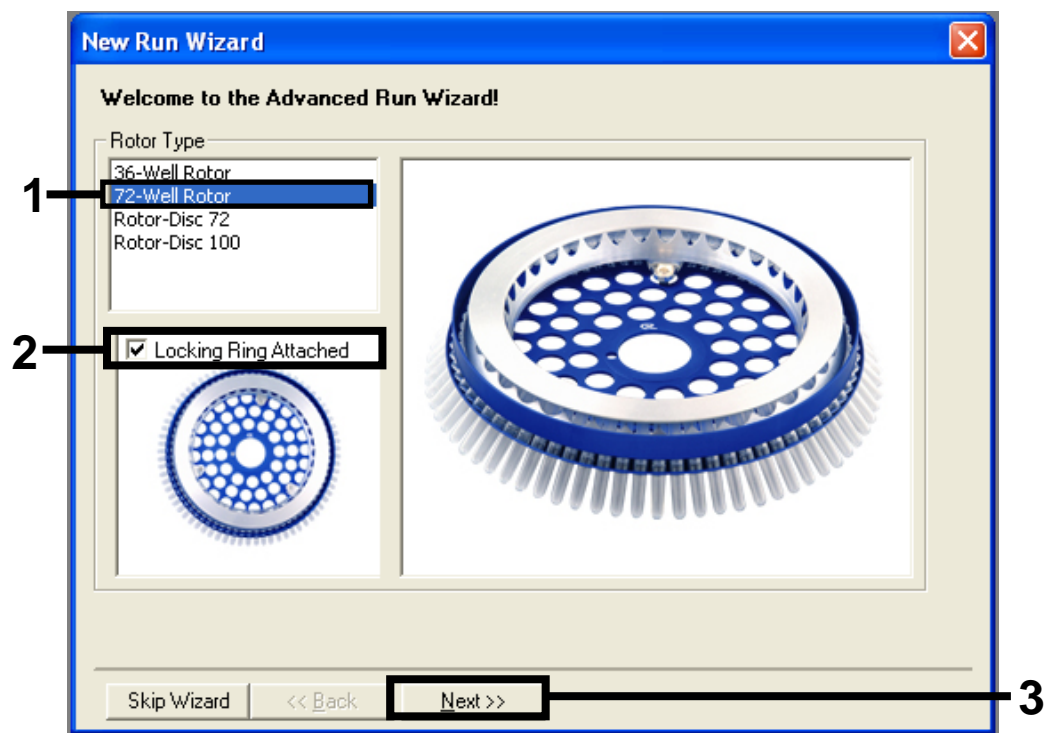 New Run Wizard
Welcome to the Advanced Run Wizard!
Rotor Type
36-Well Rotor
1
72-Well Rotor
Rotor-Disc 72
Rotor-Disc 100
2
Locking Ring Attached
Skip Wizard
<< Back
Next >>
3